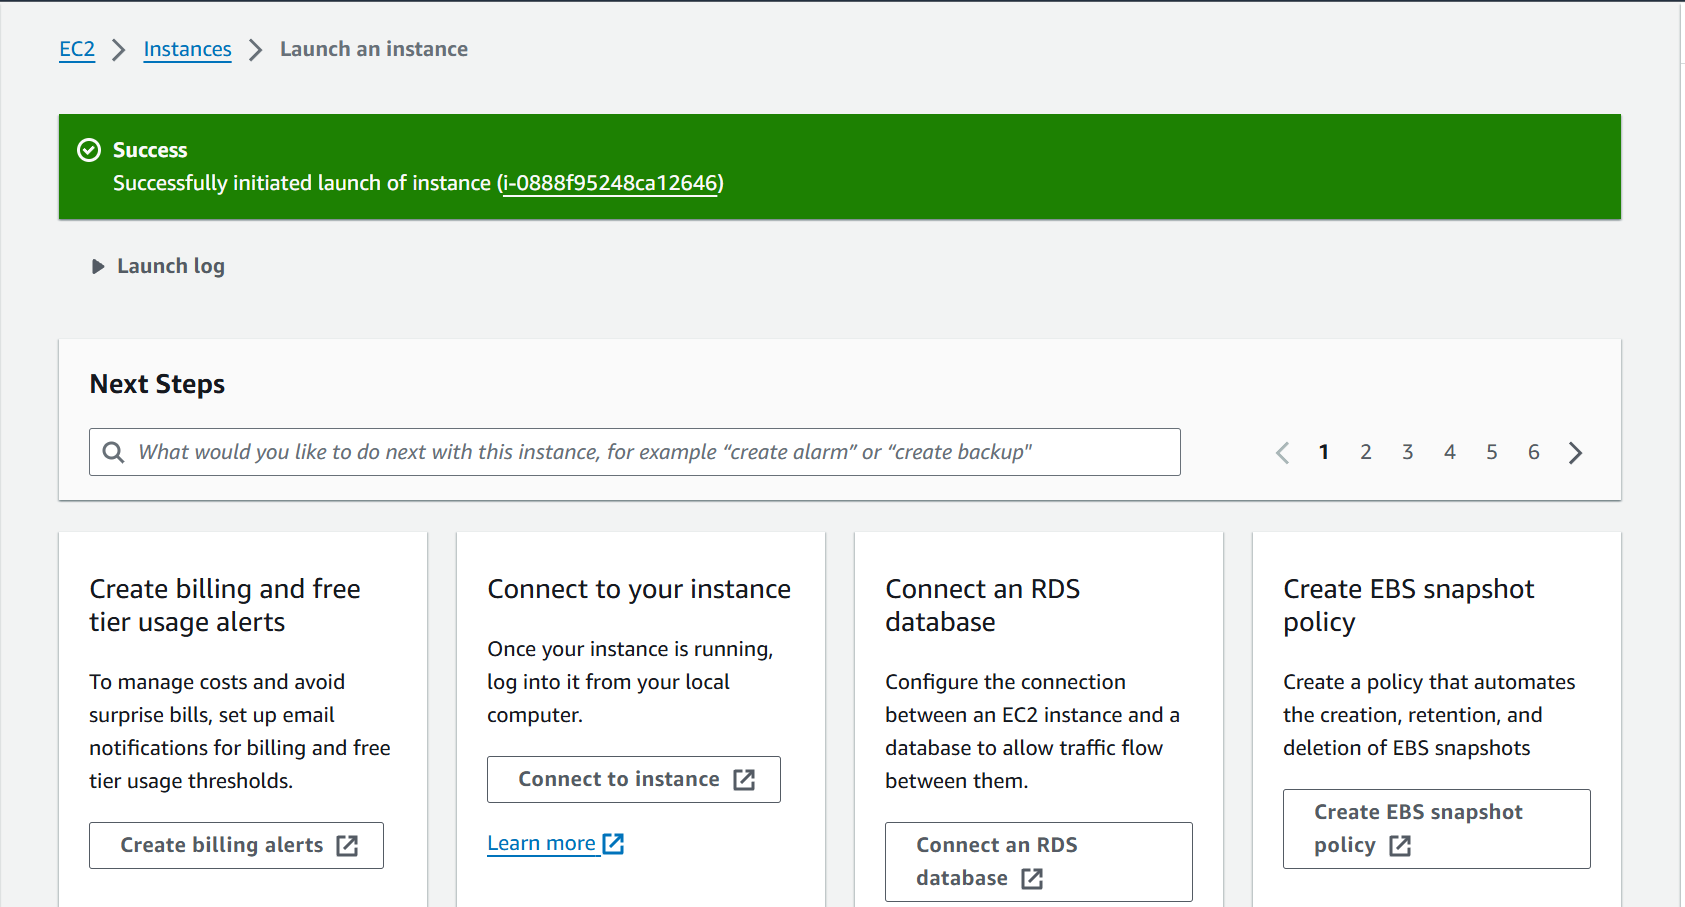 EC2 Instances Launch an instance
Success
Successfully initiated launch of instance (i-0888f95248ca12646)
Launch log
Next Steps
What would you like to do next with this instance, for example “create alarm” or “create backup"
1 2 3 4 5 6
Create billing and free
tier usage alerts
To manage costs and avoid
surprise bills, set up email
notifications for billing and free
tier usage thresholds.
Create billing alerts
Connect to your instance
Once your instance is running,
log into it from your local
computer.
Connect to instance
Learn more
Connect an RDS
database
Configure the connection
between an EC2 instance and a
database to allow traffic flow
between them.
Connect an RDS
database
Create EBS snapshot
policy
Create a policy that automates
the creation, retention, and
deletion of EBS snapshots
Create EBS snapshot
policy